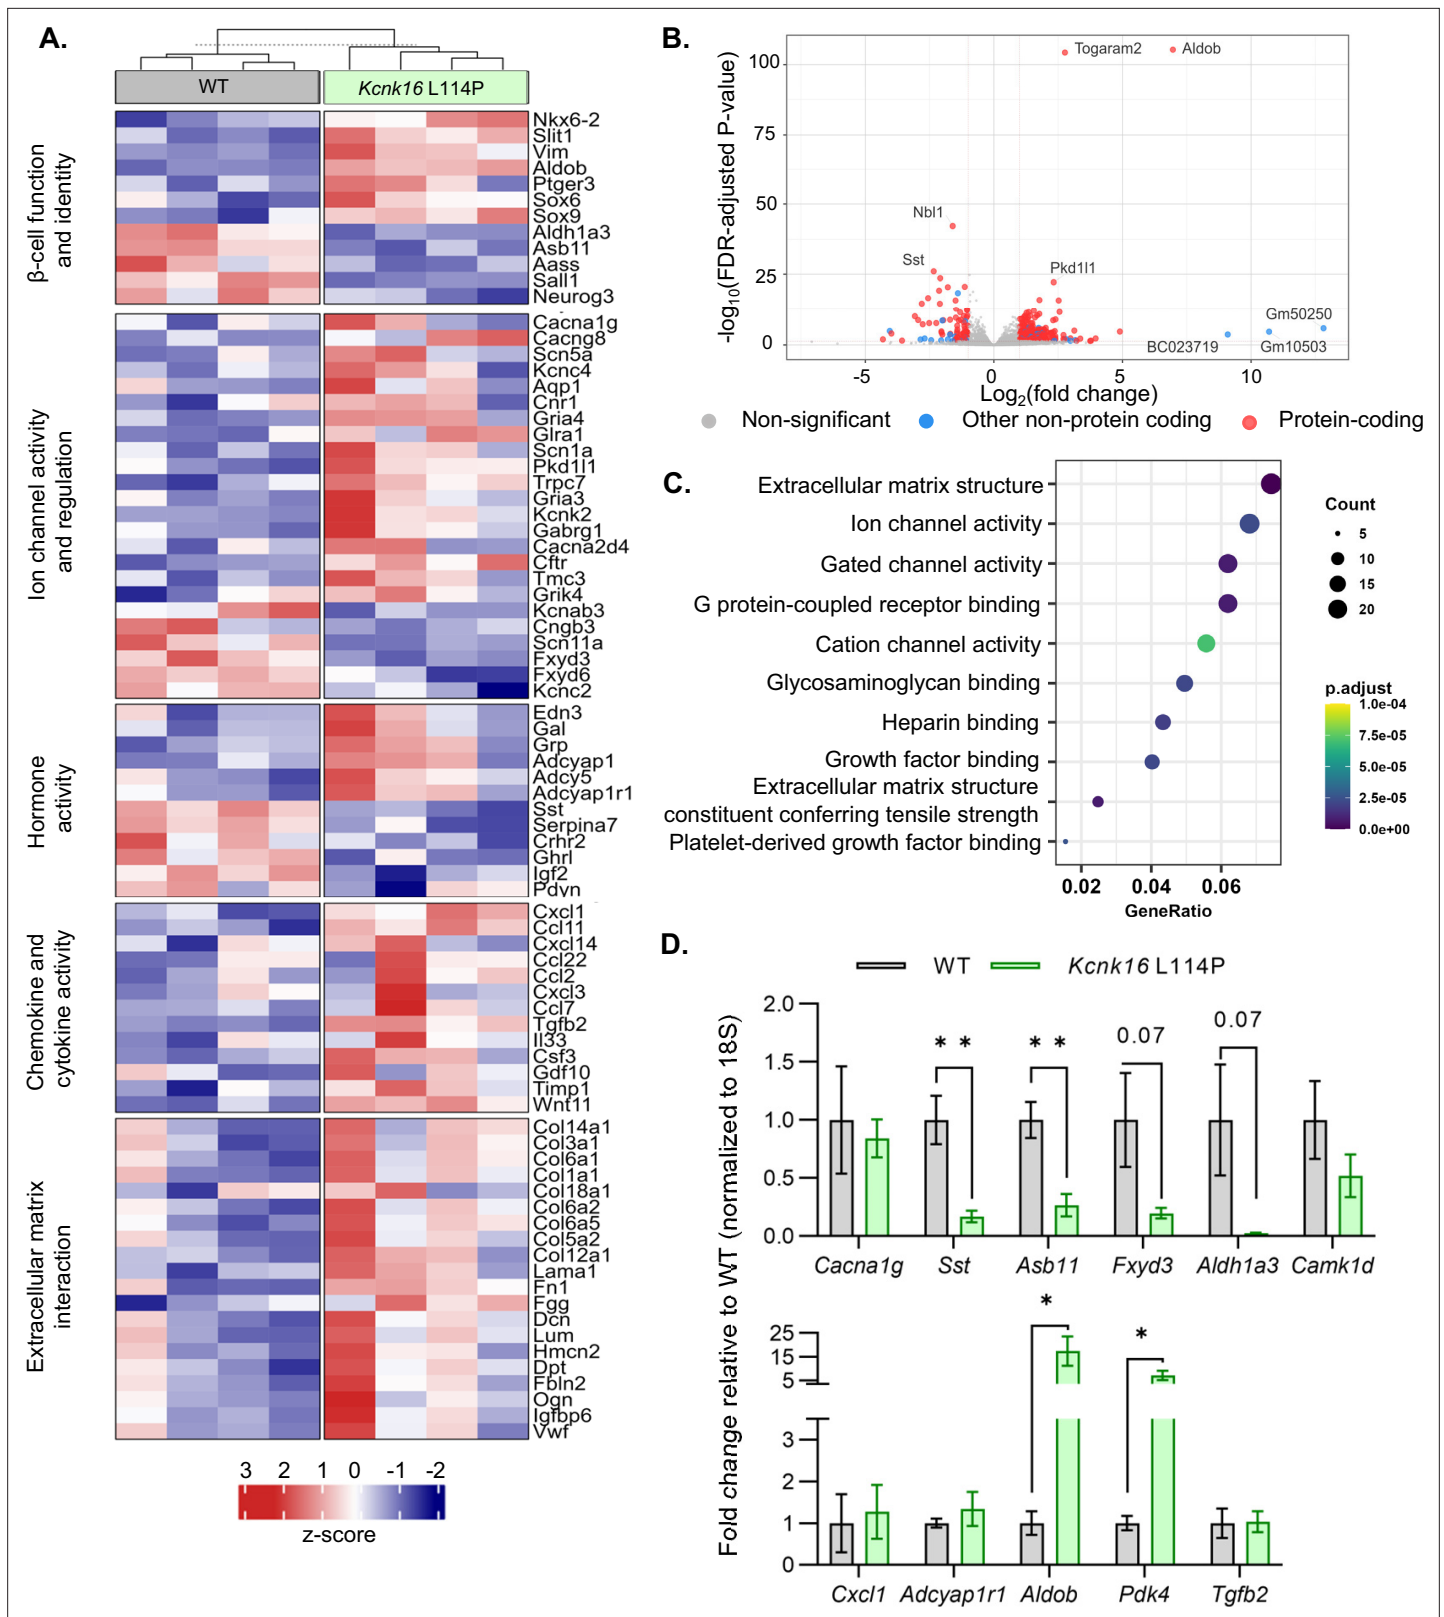 A.
WT
Kcnk16 L114P
β-cell function
and identity
Nkx6-2
Slit1
Vim
Aldob
Ptger3
Sox6
Sox9
Aldh1a3
Asb11
Aass
Sall1
Neurog3
Ion channel activity
and regulation
Cacna1g
Cacng8
Scn5a
Kcnc4
Aqp1
Cnr1
Gria4
Glra1
Scn1a
Pkd1l1
Trpc7
Gria3
Kcnk2
Gabrg1
Cacna2d4
Cftr
Tmc3
Grik4
Kcnab3
Cngb3
Scn11a
Fxyd3
Fxyd6
Kcnc2
Hormone
activity
Edn3
Gal
Grp
Adcyap1
Adcy5
Adcyap1r1
Sst
Serpina7
Crhr2
Ghrl
Igf2
Pdyn
Chemokine and
cytokine activity
Cxcl1
Ccl11
Cxcl14
Ccl22
Ccl2
Cxcl3
Ccl7
Tgfb2
Il33
Csf3
Gdf10
Timp1
Wnt11
Extracellular matrix
interaction
Col14a1
Col3a1
Col6a1
Col1a1
Col18a1
Col6a2
Col6a5
Col5a2
Col12a1
Lama1
Fn1
Fgg
Dcn
Lum
Hmcn2
Dpt
Fbln2
Ogn
Igfbp6
Vwf
3 2 1 0 -1 -2
z-score
B.
-log10(FDR-adjusted P-value)
100
75
50
25
0
Togaram2
Aldob
Nbl1
Sst
Pkd1l1
Gm50250
BC023719
Gm10503
-5 0 5 10
Log2(fold change)
Non-significant
Other non-protein coding
Protein-coding
C.
Extracellular matrix structure
Ion channel activity
Gated channel activity
G protein-coupled receptor binding
Cation channel activity
Glycosaminoglycan binding
Heparin binding
Growth factor binding
Extracellular matrix structure
constituent conferring tensile strength
Platelet-derived growth factor binding
0.02 0.04 0.06
GeneRatio
Count
5
10
15
20
p.adjust
1.0e-04
7.5e-05
5.0e-05
2.5e-05
0.0e+00
D.
WT
Kcnk16 L114P
Fold change relative to WT (normalized to 18S)
2.0
1.5
1.0
0.5
0.0
* *
* *
0.07
0.07
Cacna1g Sst Asb11 Fxyd3 Aldh1a3 Camk1d
25
15
5
3
2
1
0
*
*
Cxcl1 Adcyap1r1 Aldob Pdk4 Tgfb2